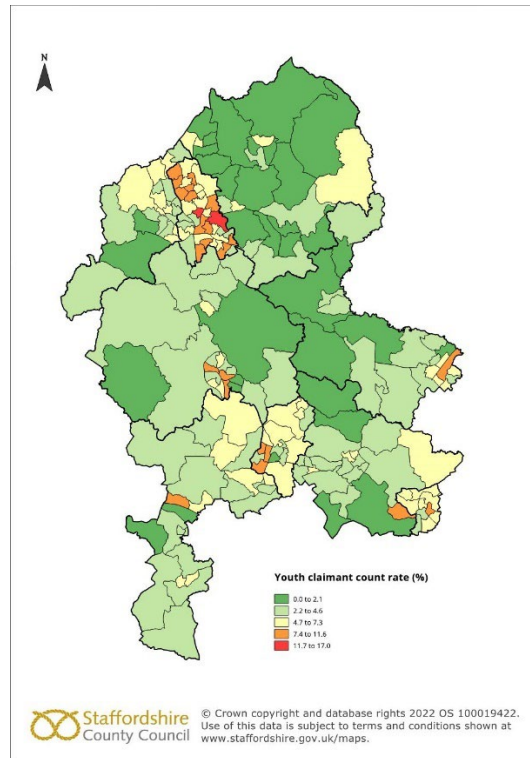 N
Youth claimant count rate (%)
0.0 to 2.1
2.2 to 4.6
4.7 to 7.3
7.4 to 11.6
11.7 to 17.0
Staffordshire
County Council
© Crown copyright and database rights 2022 OS 100019422.
Use of this data is subject to terms and conditions shown at
www.staffordshire.gov.uk/maps.